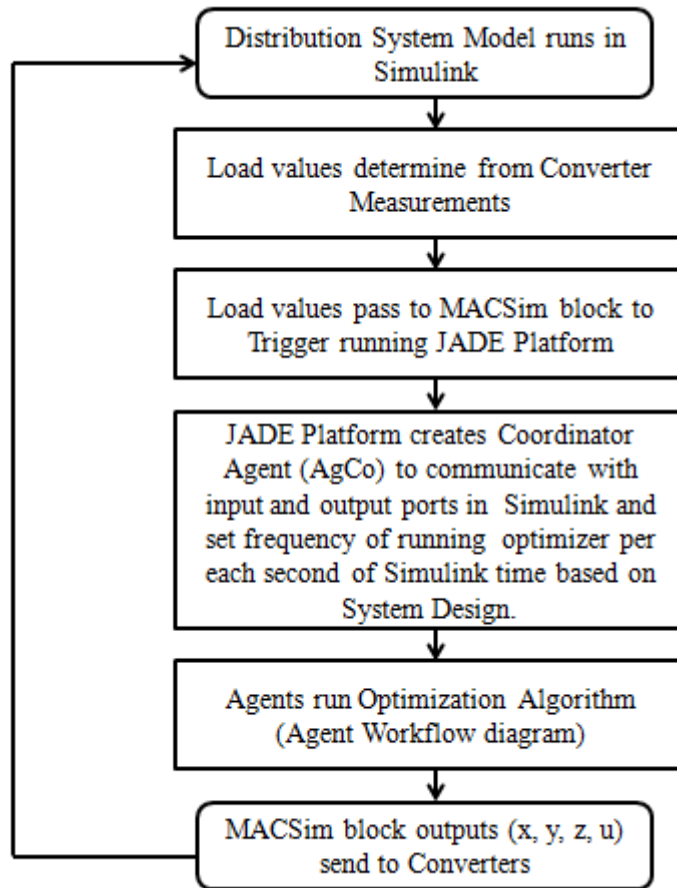 Distribution System Model runs in
Simulink
Load values determine from Converter
Measurements
Load values pass to MACSim block to
Trigger running JADE Platform
JADE Platform creates Coordinator
Agent (AgCo) to communicate with
input and output ports in Simulink and
set frequency of running optimizer per
each second of Simulink time based on
System Design.
Agents run Optimization Algorithm
(Agent Workflow diagram)
MACSim block outputs (x, y, z, u)
send to Converters